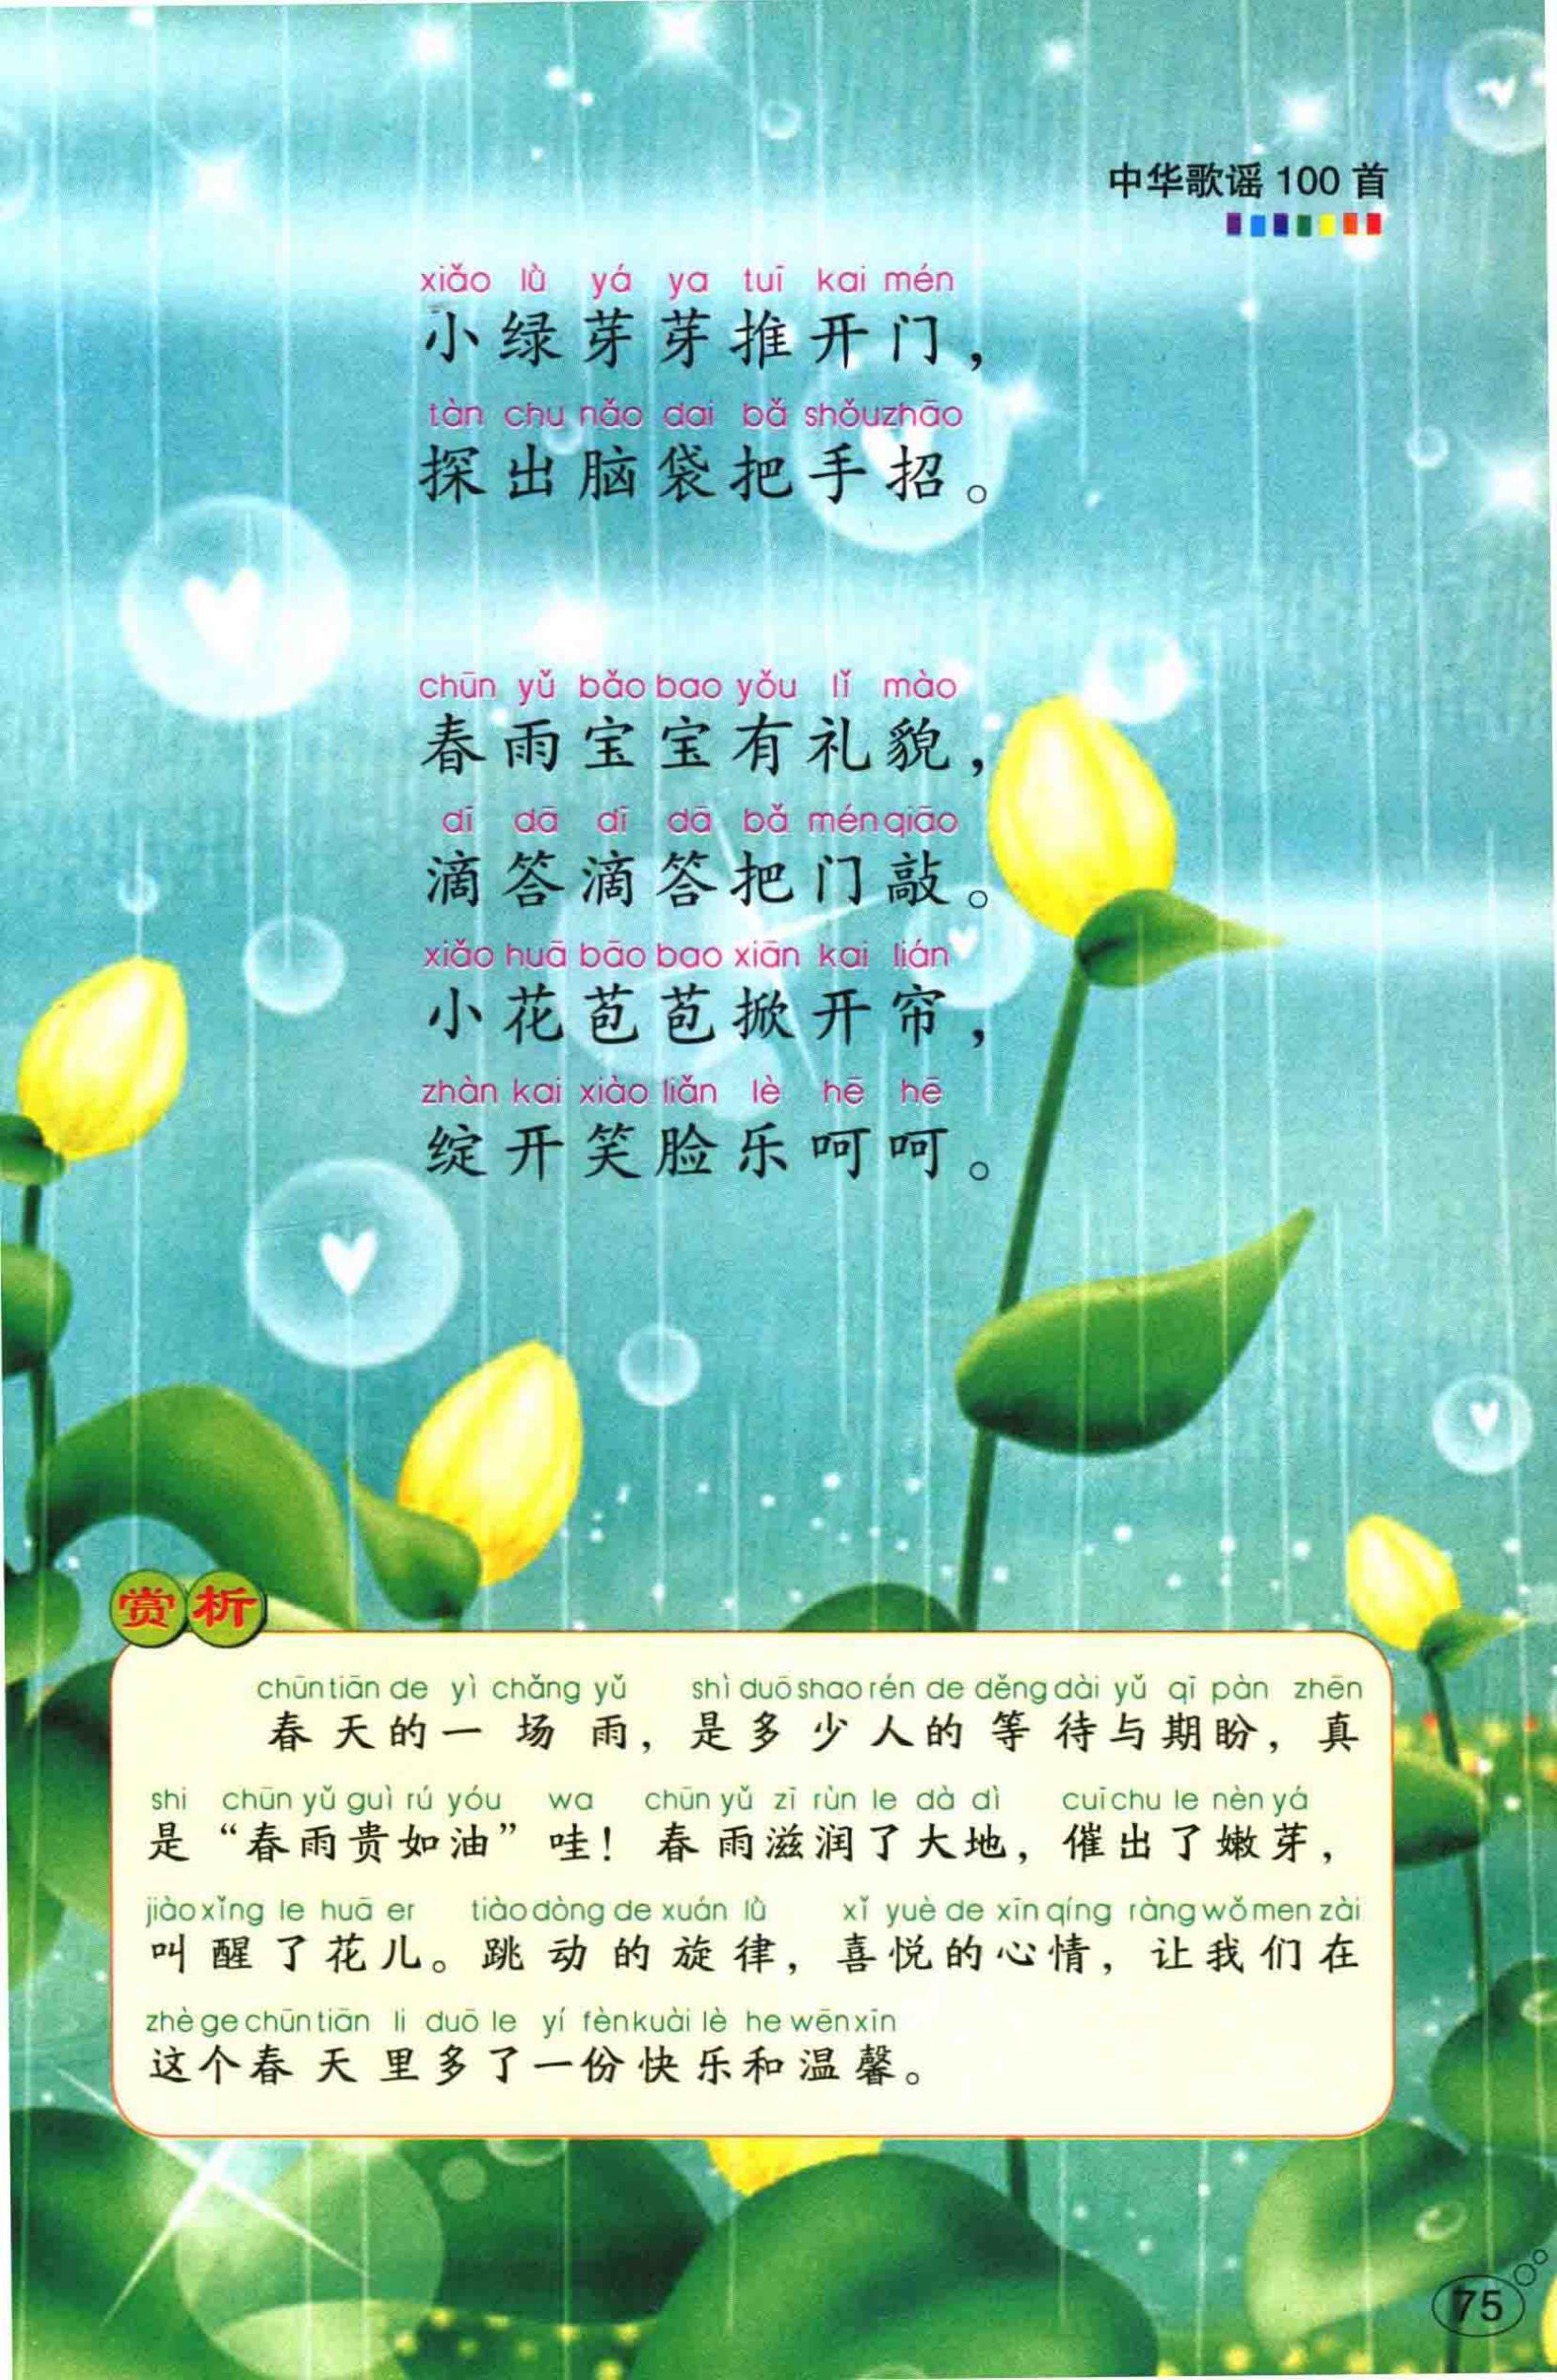 中华歌谣100首
xiǎo lǜ yá ya tuī kai mén
小绿芽芽推开门，
tàn chu nǎo dai bǎ shǒu zhāo
探出脑袋把手招。
chūn yǔ bǎo bao yǒu lǐ mào
春雨宝宝有礼貌，
dī dā dī dā bǎ mén qiāo
滴答滴答把门敲。
xiǎo huā bāo bao xiān kai lián
小花苞苞掀开帘，
zhàn kai xiào liǎn lè hē hē
绽开笑脸乐呵呵。
赏析
chūn tiān de yì chǎng yǔ shì duō shao rén de děng dài yǔ qī pàn zhēn
春天的一场雨，是多少人的等待与期盼，真
shi chūn yǔ guì rú yóu wa chūn yǔ zī rùn le dà dì cuī chu le nèn yá
是“春雨贵如油”哇！春雨滋润了大地，催出了嫩芽，
jiào xǐng le huā er tiào dòng de xuán lǜ xǐ yuè de xīn qíng ràng wǒ men zài
叫醒了花儿。跳动的旋律，喜悦的心情，让我们在
zhè ge chūn tiān li duō le yí fèn kuài lè he wēn xīn
这个春天里多了一份快乐和温馨。
75